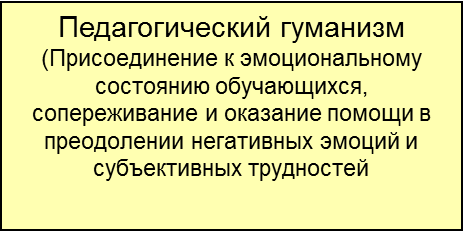 Педагогический гуманизм
(Присоединение к эмоциональному
состоянию обучающихся,
сопереживание и оказание помощи в
преодолении негативных эмоций и
субъективных трудностей